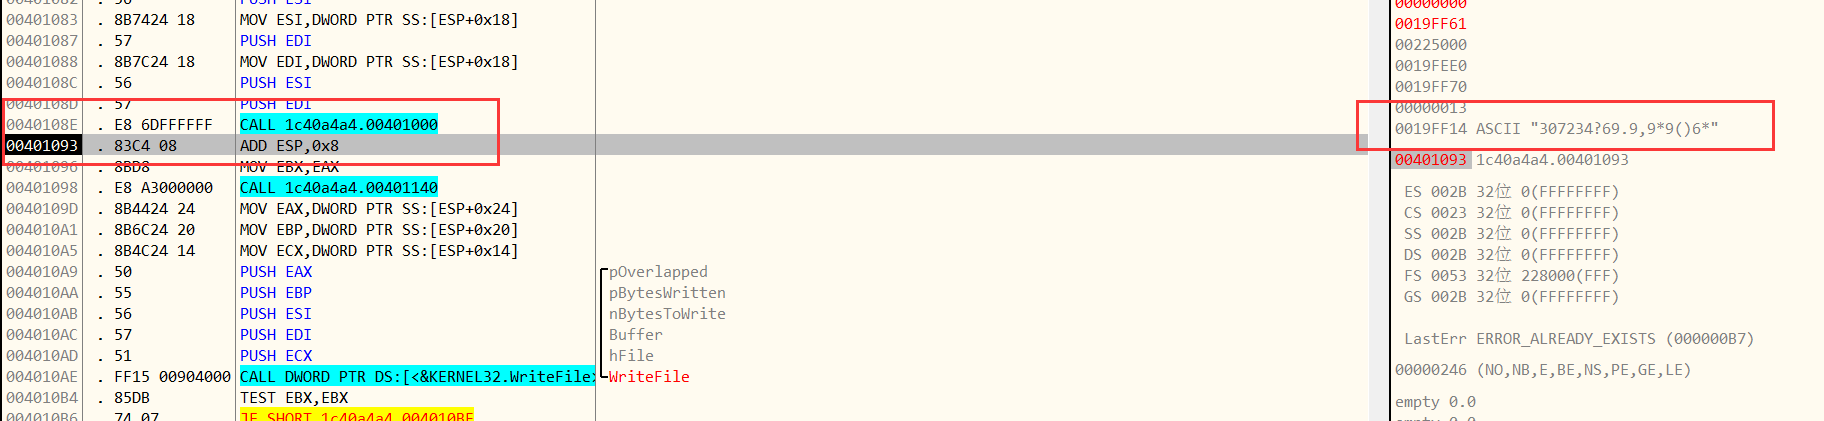 00401083 . 8B7424 18 MOV ESI,DWORD PTR SS:[ESP+0x18]
00401087 . 57 PUSH EDI
00401088 . 8B7C24 18 MOV EDI,DWORD PTR SS:[ESP+0x18]
0040108C . 56 PUSH ESI
0040108D . 57 PUSH EDI
0040108E . E8 6DFFFFFF CALL 1c40a4a4.00401000
00401093 . 83C4 08 ADD ESP,0x8
00401096 . 8BD8 MOV EBX,EAX
00401098 . E8 A3000000 CALL 1c40a4a4.00401140
0040109D . 8B4424 24 MOV EAX,DWORD PTR SS:[ESP+0x24]
004010A1 . 8B6C24 20 MOV EBP,DWORD PTR SS:[ESP+0x20]
004010A5 . 8B4C24 14 MOV ECX,DWORD PTR SS:[ESP+0x14]
004010A9 . 50 PUSH EAX pOverlapped
004010AA . 55 PUSH EBP pBytesWritten
004010AB . 56 PUSH ESI nBytesToWrite
004010AC . 57 PUSH EDI Buffer
004010AD . 51 PUSH ECX hFile
004010AE . FF15 00904000 CALL DWORD PTR DS:[<&KERNEL32.WriteFile> WriteFile
004010B4 . 85DB TEST EBX,EBX
004010B6 . 74 07 JE SHORT 1c40a4a4.004010BF
00000000
0019FF61
00225000
0019FEE0
0019FF70
00000013
0019FF14 ASCII "307234?69.9,9*9()6*"
00401093 1c40a4a4.00401093
ES 002B 32位 0(FFFFFFFF)
CS 0023 32位 0(FFFFFFFF)
SS 002B 32位 0(FFFFFFFF)
DS 002B 32位 0(FFFFFFFF)
FS 0053 32位 228000(FFF)
GS 002B 32位 0(FFFFFFFF)
LastErr ERROR_ALREADY_EXISTS (000000B7)
00000246 (NO,NB,E,BE,NS,PE,GE,LE)
empty 0.0